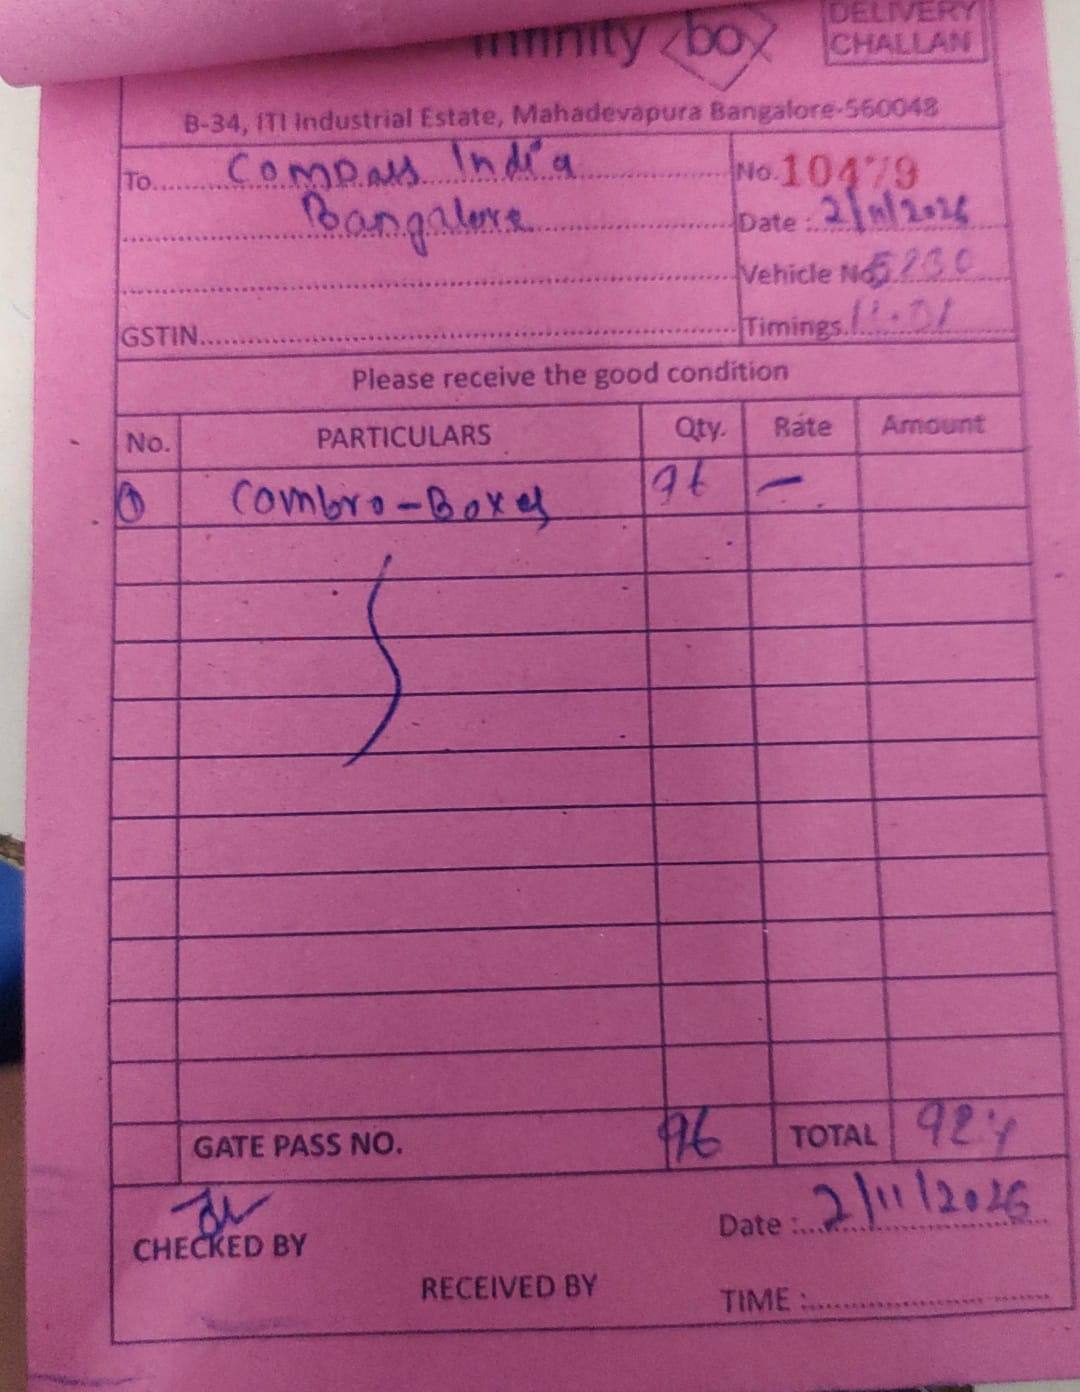 infinity box
DELIVERY
CHALLAN
B-34, ITI Industrial Estate, Mahadevapura Bangalore-560048
To Compass India
Bangalore
No. 10479
Date : 2/11/2026
Vehicle No.
GSTIN
Timings.
Please receive the good condition
No. PARTICULARS Qty. Rate Amount
1 Combro-Boxes 96 —
GATE PASS NO. 96 TOTAL
CHECKED BY
Date : 2/11/2026
RECEIVED BY
TIME :